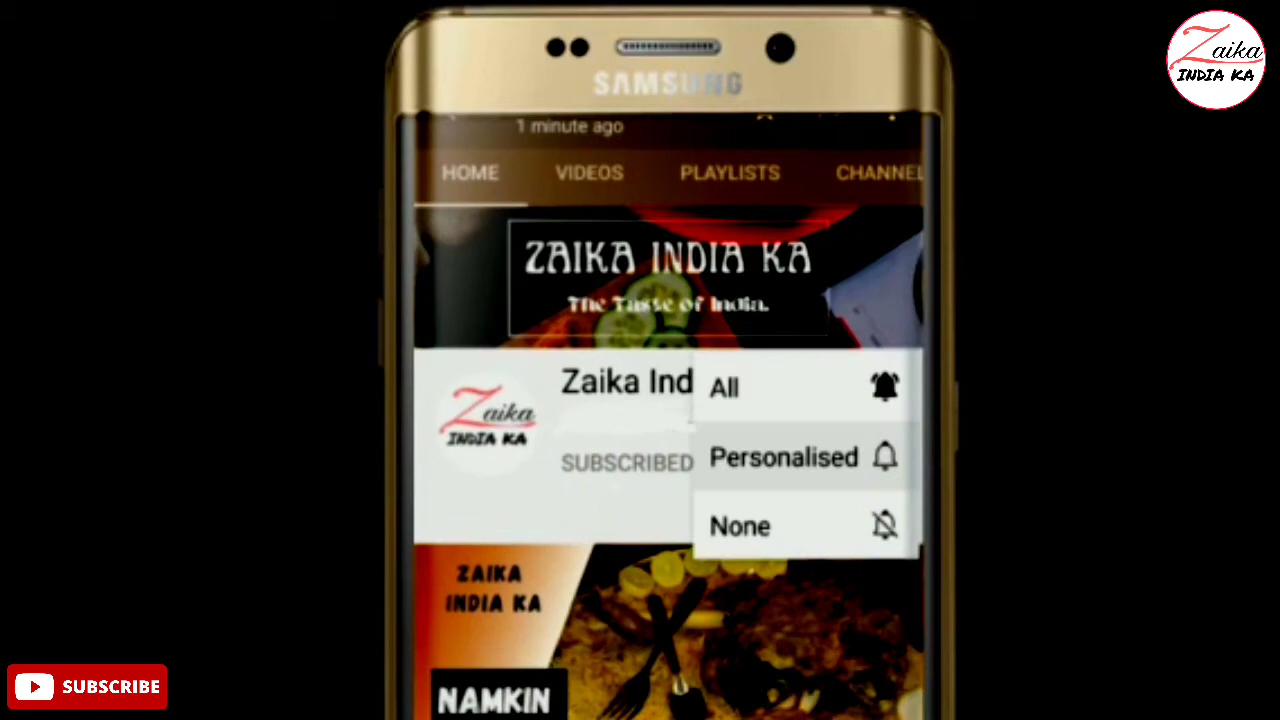 Zaika
INDIA KA
SAMSUNG
1 minute ago
HOME VIDEOS PLAYLISTS CHANNEL
ZAIKA INDIA KA
The Taste of India.
Zaika Ind
SUBSCRIBED
All
Personalised
None
Zaika
INDIA KA
ZAIKA
INDIA KA
NAMKIN
SUBSCRIBE